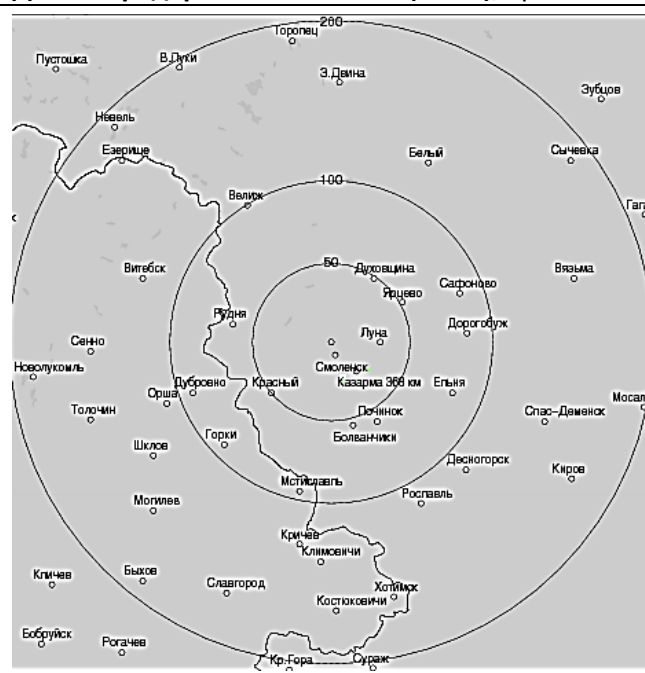 200
Торопец
В.Луки
Пустошка
З.Двина
Зубцов
Невель
Езерище
Белый
Сычевка
100
Велиж
Гага
50
Витебск
Духовщина
Вязьма
Сафоново
Ярцево
Рудня
Дорогобуж
Луна
Сенно
Смоленск
Новолукомль
Дубровно
Красный
Казарма 368 км
Ельня
Орша
Мосал
Толочин
Починок
Спас-Деменск
Горки
Болванчики
Шклов
Десногорск
Киров
Мстиславль
Рославль
Могилев
Кричев
Климовичи
Быхов
Кличев
Славгород
Хотимск
Костюковичи
Бобруйск
Рогачев
Кр.Гора
Сураж